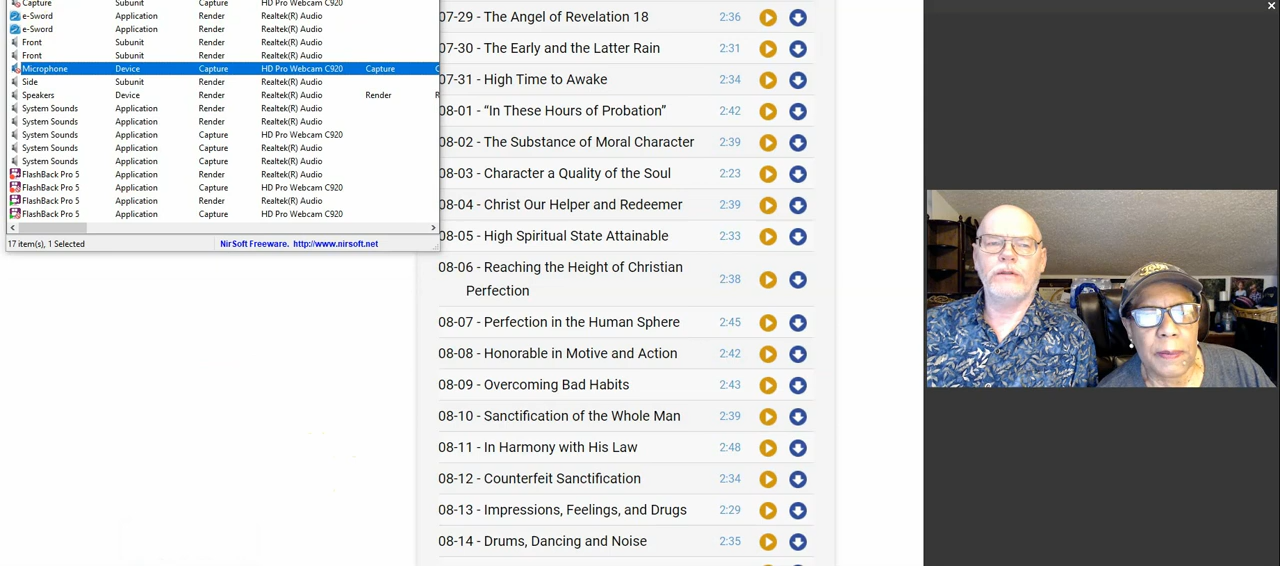 Capture Subunit Capture HD Pro Webcam C920
e-Sword Application Render Realtek(R) Audio
e-Sword Application Render Realtek(R) Audio
Front Subunit Render Realtek(R) Audio
Front Subunit Render Realtek(R) Audio
Microphone Device Capture HD Pro Webcam C920 Capture
Side Subunit Render Realtek(R) Audio
Speakers Device Render Realtek(R) Audio Render
System Sounds Application Render Realtek(R) Audio
System Sounds Application Render Realtek(R) Audio
System Sounds Application Capture HD Pro Webcam C920
System Sounds Application Render Realtek(R) Audio
System Sounds Application Render Realtek(R) Audio
FlashBack Pro 5 Application Render Realtek(R) Audio
FlashBack Pro 5 Application Capture HD Pro Webcam C920
FlashBack Pro 5 Application Render Realtek(R) Audio
FlashBack Pro 5 Application Capture HD Pro Webcam C920
17 item(s), 1 Selected NirSoft Freeware. http://www.nirsoft.net
07-29 - The Angel of Revelation 18 2:36
07-30 - The Early and the Latter Rain 2:31
07-31 - High Time to Awake 2:34
08-01 - “In These Hours of Probation” 2:42
08-02 - The Substance of Moral Character 2:39
08-03 - Character a Quality of the Soul 2:23
08-04 - Christ Our Helper and Redeemer 2:39
08-05 - High Spiritual State Attainable 2:33
08-06 - Reaching the Height of Christian
Perfection 2:38
08-07 - Perfection in the Human Sphere 2:45
08-08 - Honorable in Motive and Action 2:42
08-09 - Overcoming Bad Habits 2:43
08-10 - Sanctification of the Whole Man 2:39
08-11 - In Harmony with His Law 2:48
08-12 - Counterfeit Sanctification 2:34
08-13 - Impressions, Feelings, and Drugs 2:29
08-14 - Drums, Dancing and Noise 2:35